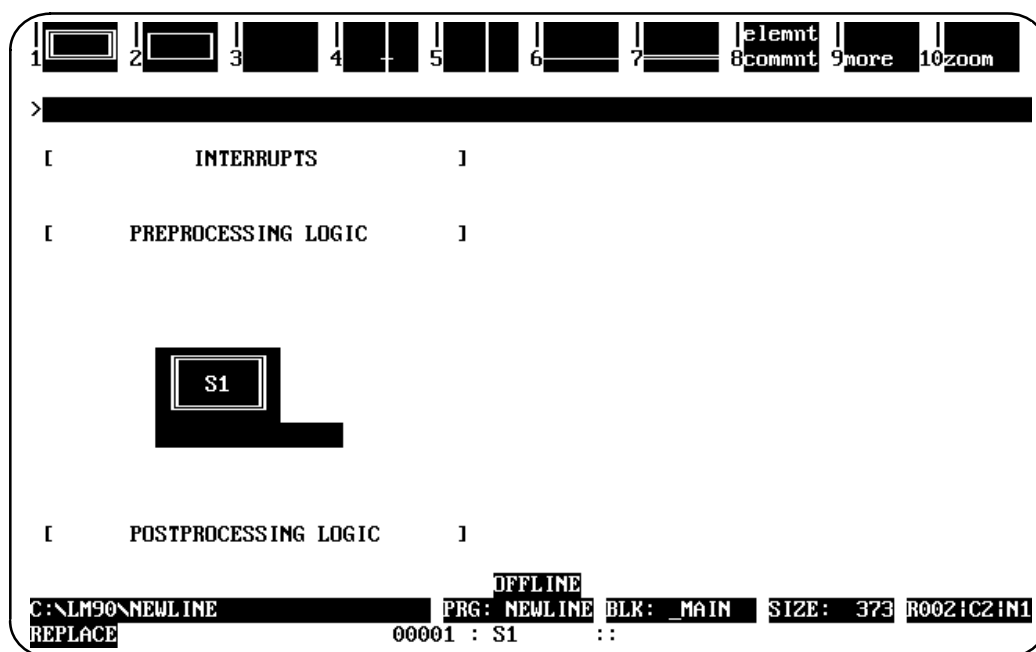 elemnt
1 2 3 4 5 6 7 8commnt 9more 10zoom
>
[ INTERRUPTS ]
[ PREPROCESSING LOGIC ]
S1
[ POSTPROCESSING LOGIC ]
OFFLINE
C:\LM90\NEWLINE PRG: NEWLINE BLK: _MAIN SIZE: 373 R002|C2|N1
REPLACE 00001 : S1 ::